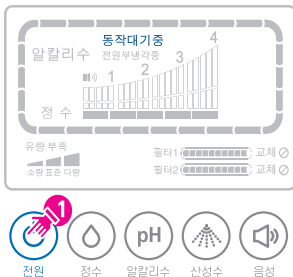 동작대기중 4
알칼리수 전원부냉각중 3
1 2
정 수
유량 부족
소량 표준 다량
필터1 교체
필터2 교체
1
pH
전원 정수 알칼리수 산성수 음성